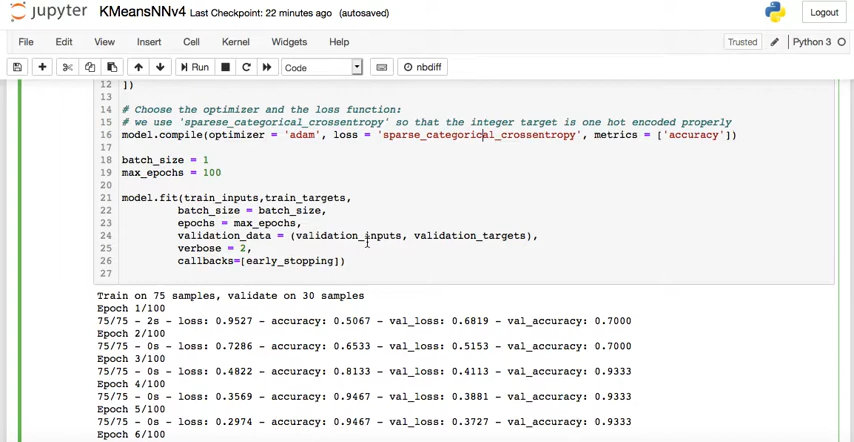 jupyter KMeansNNv4 Last Checkpoint: 22 minutes ago (autosaved) Logout
File Edit View Insert Cell Kernel Widgets Help Trusted Python 3
Run Code nbdiff
12 ])
13
14 # Choose the optimizer and the loss function:
15 # we use 'sparese_categorical_crossentropy' so that the integer target is one hot encoded properly
16 model.compile(optimizer = 'adam', loss = 'sparse_categorical_crossentropy', metrics = ['accuracy'])
17
18 batch_size = 1
19 max_epochs = 100
20
21 model.fit(train_inputs,train_targets,
22 batch_size = batch_size,
23 epochs = max_epochs,
24 validation_data = (validation_inputs, validation_targets),
25 verbose = 2,
26 callbacks=[early_stopping])
27
Train on 75 samples, validate on 30 samples
Epoch 1/100
75/75 - 2s - loss: 0.9527 - accuracy: 0.5067 - val_loss: 0.6819 - val_accuracy: 0.7000
Epoch 2/100
75/75 - 0s - loss: 0.7286 - accuracy: 0.6533 - val_loss: 0.5153 - val_accuracy: 0.7000
Epoch 3/100
75/75 - 0s - loss: 0.4822 - accuracy: 0.8133 - val_loss: 0.4113 - val_accuracy: 0.9333
Epoch 4/100
75/75 - 0s - loss: 0.3569 - accuracy: 0.9467 - val_loss: 0.3881 - val_accuracy: 0.9333
Epoch 5/100
75/75 - 0s - loss: 0.2974 - accuracy: 0.9467 - val_loss: 0.3727 - val_accuracy: 0.9333
Epoch 6/100